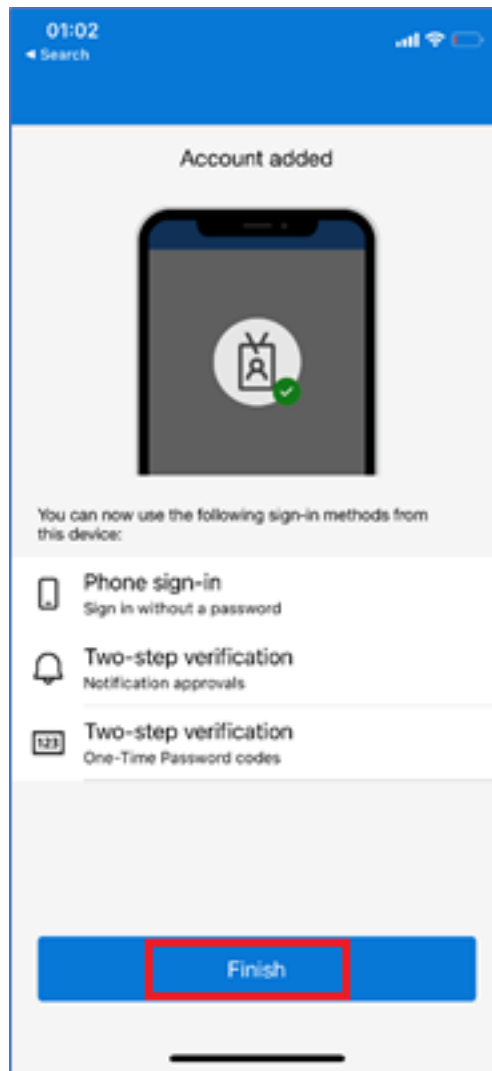 01:02
◀ Search
Account added
You can now use the following sign-in methods from
this device:
Phone sign-in
Sign in without a password
Two-step verification
Notification approvals
123
Two-step verification
One-Time Password codes
Finish